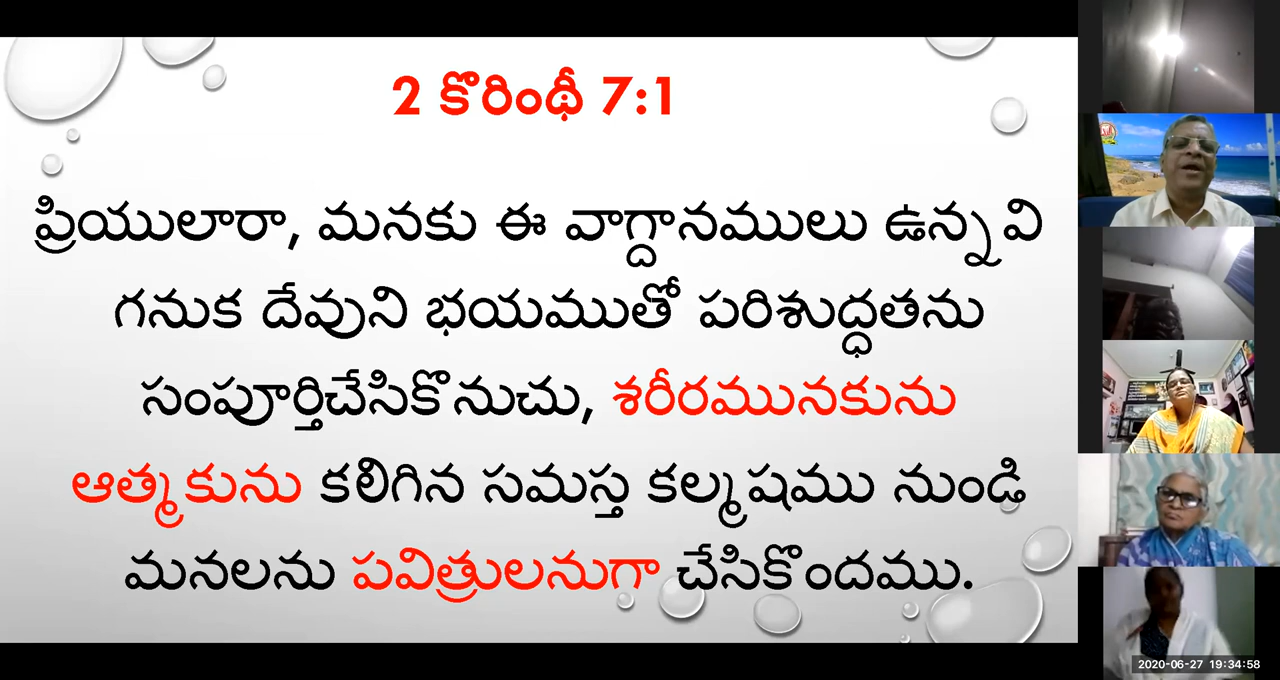 2 కొరింథీ 7:1
ప్రియులారా, మనకు ఈ వాగ్దానములు ఉన్నవి
గనుక దేవుని భయముతో పరిశుద్ధతను
సంపూర్తిచేసికొనుచు, శరీరమునకును
ఆత్మకును కలిగిన సమస్త కల్మషము నుండి
మనలను పవిత్రులనుగా చేసికొందము.
2020-06-27 19:34:58